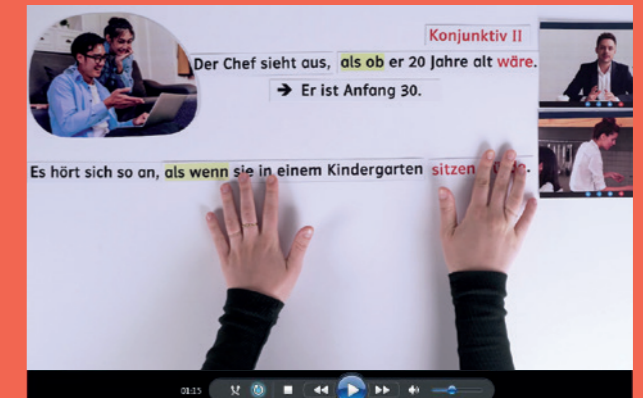 Konjunktiv II
Der Chef sieht aus, als ob er 20 Jahre alt wäre.
➔ Er ist Anfang 30.
Es hört sich so an, als wenn sie in einem Kindergarten sitzen
01:15